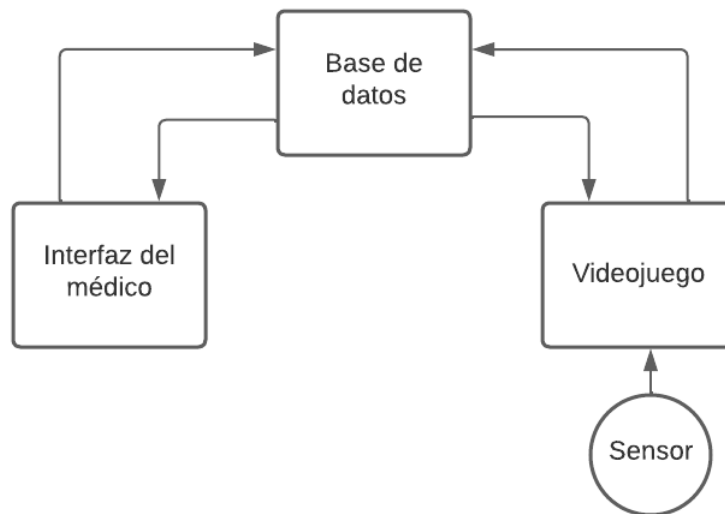 Base de
datos
Interfaz del
médico
Videojuego
Sensor